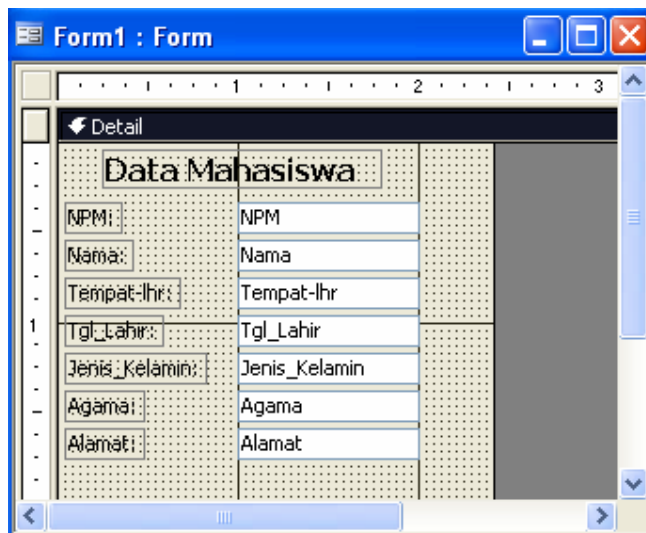 Form1 : Form
1 2 3
Detail
Data Mahasiswa
NPM: NPM
Nama: Nama
Tempat-lhr: Tempat-lhr
1
Tgl_Lahir: Tgl_Lahir
Jenis_Kelamin: Jenis_Kelamin
Agama: Agama
Alamat: Alamat